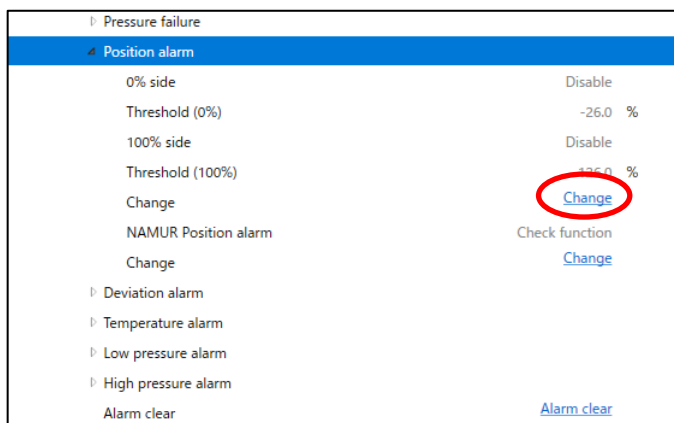 Pressure failure
Position alarm
0% side Disable
Threshold (0%) -26.0 %
100% side Disable
Threshold (100%) 126.0 %
Change Change
NAMUR Position alarm Check function
Change Change
Deviation alarm
Temperature alarm
Low pressure alarm
High pressure alarm
Alarm clear Alarm clear